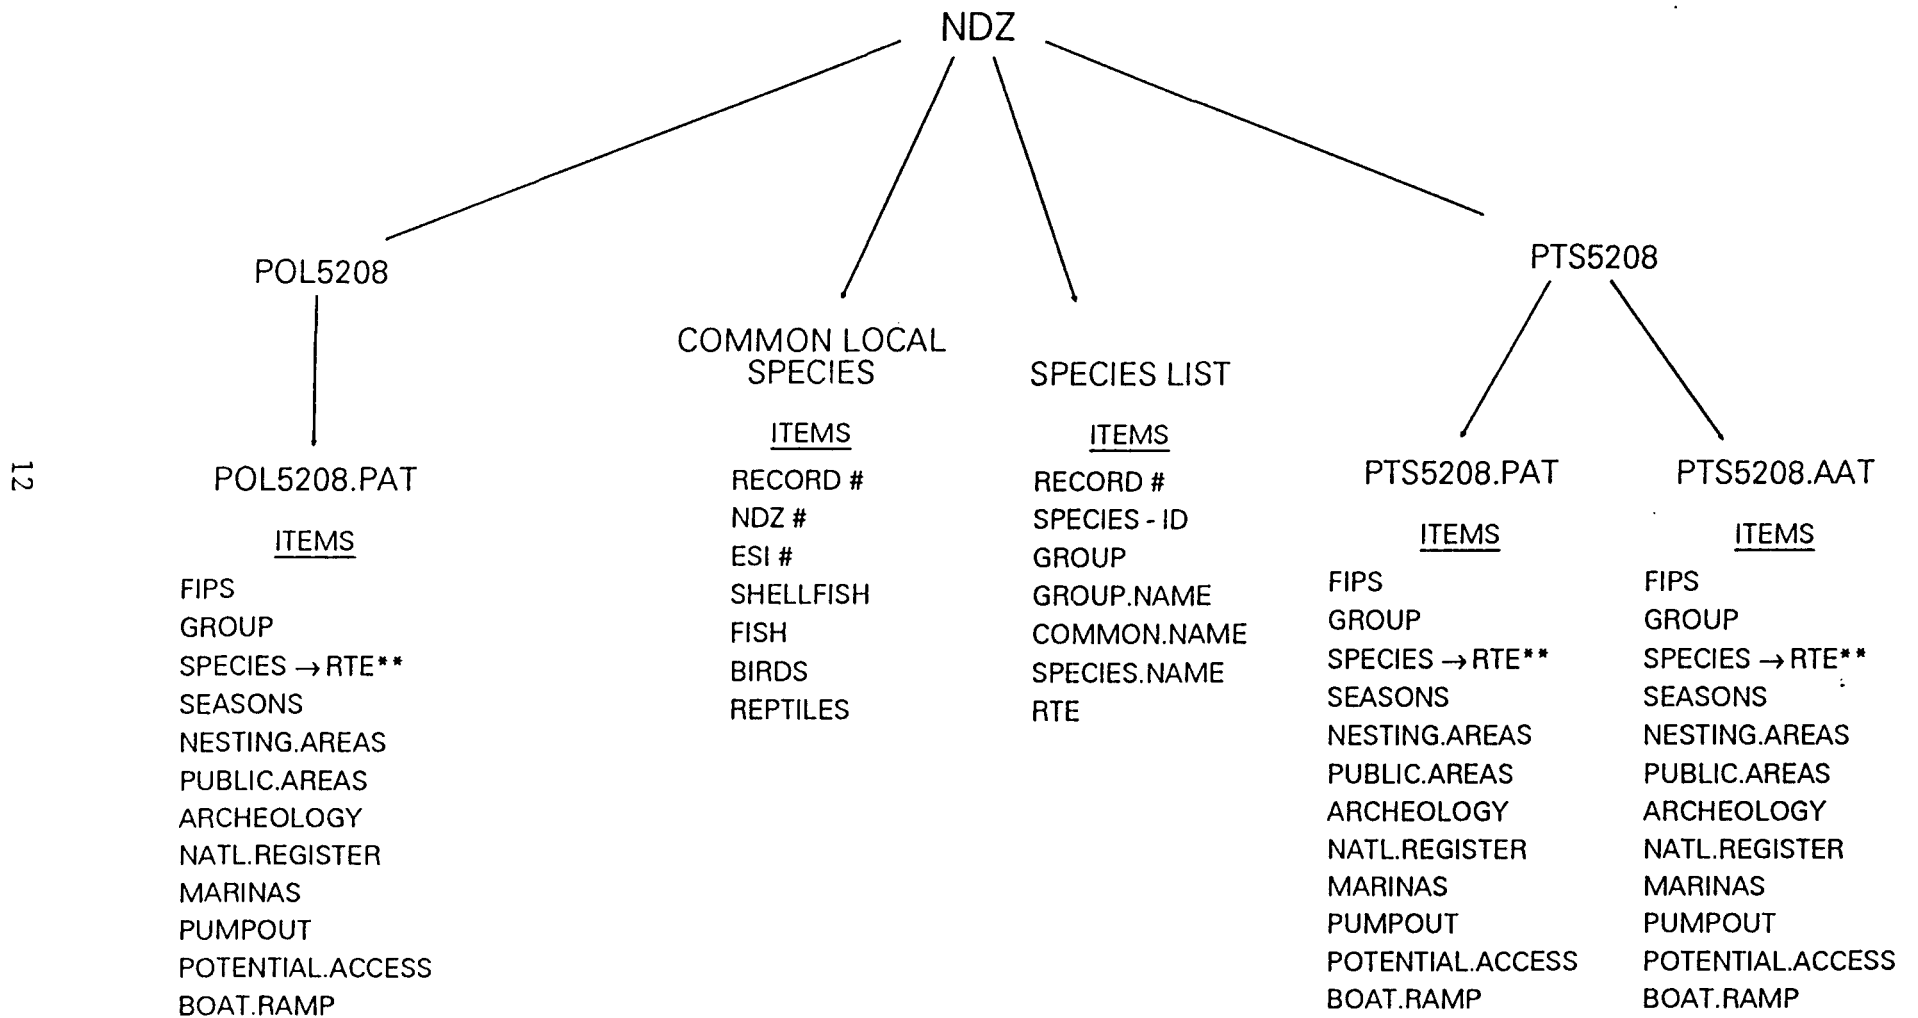 NDZ
POL5208
PTS5208
COMMON LOCAL
SPECIES
SPECIES LIST
12
POL5208.PAT
ITEMS
FIPS
GROUP
SPECIES → RTE**
SEASONS
NESTING.AREAS
PUBLIC.AREAS
ARCHEOLOGY
NATL.REGISTER
MARINAS
PUMPOUT
POTENTIAL.ACCESS
BOAT.RAMP
ITEMS
RECORD #
NDZ #
ESI #
SHELLFISH
FISH
BIRDS
REPTILES
ITEMS
RECORD #
SPECIES - ID
GROUP
GROUP.NAME
COMMON.NAME
SPECIES.NAME
RTE
PTS5208.PAT
ITEMS
FIPS
GROUP
SPECIES → RTE**
SEASONS
NESTING.AREAS
PUBLIC.AREAS
ARCHEOLOGY
NATL.REGISTER
MARINAS
PUMPOUT
POTENTIAL.ACCESS
BOAT.RAMP
PTS5208.AAT
ITEMS
FIPS
GROUP
SPECIES → RTE**
SEASONS
NESTING.AREAS
PUBLIC.AREAS
ARCHEOLOGY
NATL.REGISTER
MARINAS
PUMPOUT
POTENTIAL.ACCESS
BOAT.RAMP